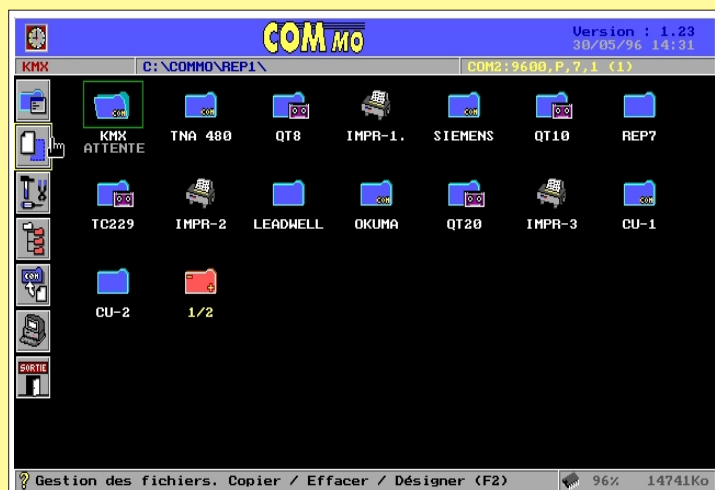 COMMO
Version : 1.23
30/05/96 14:31
KMX C:\COMMO\REP1\ COM2:9600,P,7,1 (1)
KMX TNA 480 QT8 IMPR-1. SIEMENS QT10 REP7
ATTENTE
TC229 IMPR-2 LEADWELL OKUMA QT20 IMPR-3 CU-1
CU-2 1/2
SORTIE
? Gestion des fichiers. Copier / Effacer / Désigner (F2) 96% 14741Ko